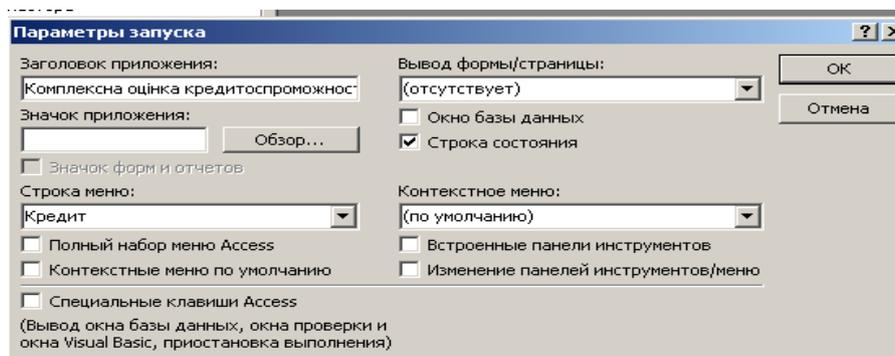 Параметры запуска
Заголовок приложения:
Комплексна оцінка кредитоспроможност
Значок приложения:
Обзор...
Значок форм и отчетов
Строка меню:
Кредит
Полный набор меню Access
Контекстные меню по умолчанию
Специальные клавиши Access
(Вывод окна базы данных, окна проверки и
окна Visual Basic, приостановка выполнения)
Вывод формы/страницы:
(отсутствует)
Окно базы данных
Строка состояния
Контекстное меню:
(по умолчанию)
Встроенные панели инструментов
Изменение панелей инструментов/меню
ОК
Отмена